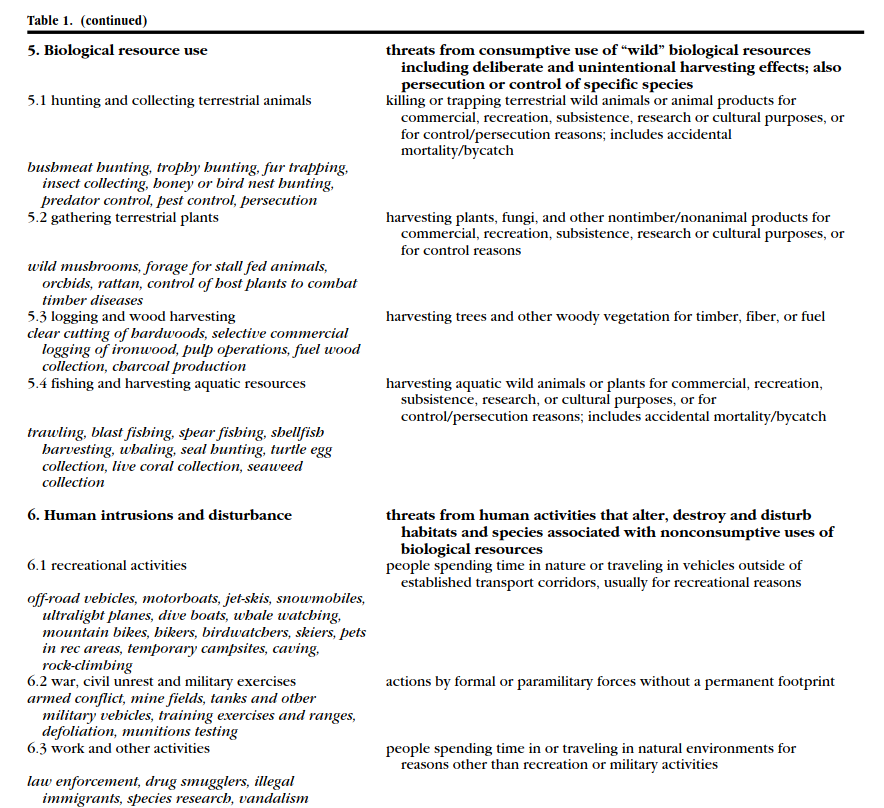 Table 1. (continued)
5. Biological resource use
threats from consumptive use of “wild” biological resources
including deliberate and unintentional harvesting effects; also
persecution or control of specific species
5.1 hunting and collecting terrestrial animals
killing or trapping terrestrial wild animals or animal products for
commercial, recreation, subsistence, research or cultural purposes, or
for control/persecution reasons; includes accidental
mortality/bycatch
bushmeat hunting, trophy hunting, fur trapping,
insect collecting, honey or bird nest hunting,
predator control, pest control, persecution
5.2 gathering terrestrial plants
harvesting plants, fungi, and other nontimber/nonanimal products for
commercial, recreation, subsistence, research or cultural purposes, or
for control reasons
wild mushrooms, forage for stall fed animals,
orchids, rattan, control of host plants to combat
timber diseases
5.3 logging and wood harvesting
harvesting trees and other woody vegetation for timber, fiber, or fuel
clear cutting of hardwoods, selective commercial
logging of ironwood, pulp operations, fuel wood
collection, charcoal production
5.4 fishing and harvesting aquatic resources
harvesting aquatic wild animals or plants for commercial, recreation,
subsistence, research, or cultural purposes, or for
control/persecution reasons; includes accidental mortality/bycatch
trawling, blast fishing, spear fishing, shellfish
harvesting, whaling, seal hunting, turtle egg
collection, live coral collection, seaweed
collection
6. Human intrusions and disturbance
threats from human activities that alter, destroy and disturb
habitats and species associated with nonconsumptive uses of
biological resources
6.1 recreational activities
people spending time in nature or traveling in vehicles outside of
established transport corridors, usually for recreational reasons
off-road vehicles, motorboats, jet-skis, snowmobiles,
ultralight planes, dive boats, whale watching,
mountain bikes, hikers, birdwatchers, skiers, pets
in rec areas, temporary campsites, caving,
rock-climbing
6.2 war, civil unrest and military exercises
actions by formal or paramilitary forces without a permanent footprint
armed conflict, mine fields, tanks and other
military vehicles, training exercises and ranges,
defoliation, munitions testing
6.3 work and other activities
people spending time in or traveling in natural environments for
reasons other than recreation or military activities
law enforcement, drug smugglers, illegal
immigrants, species research, vandalism